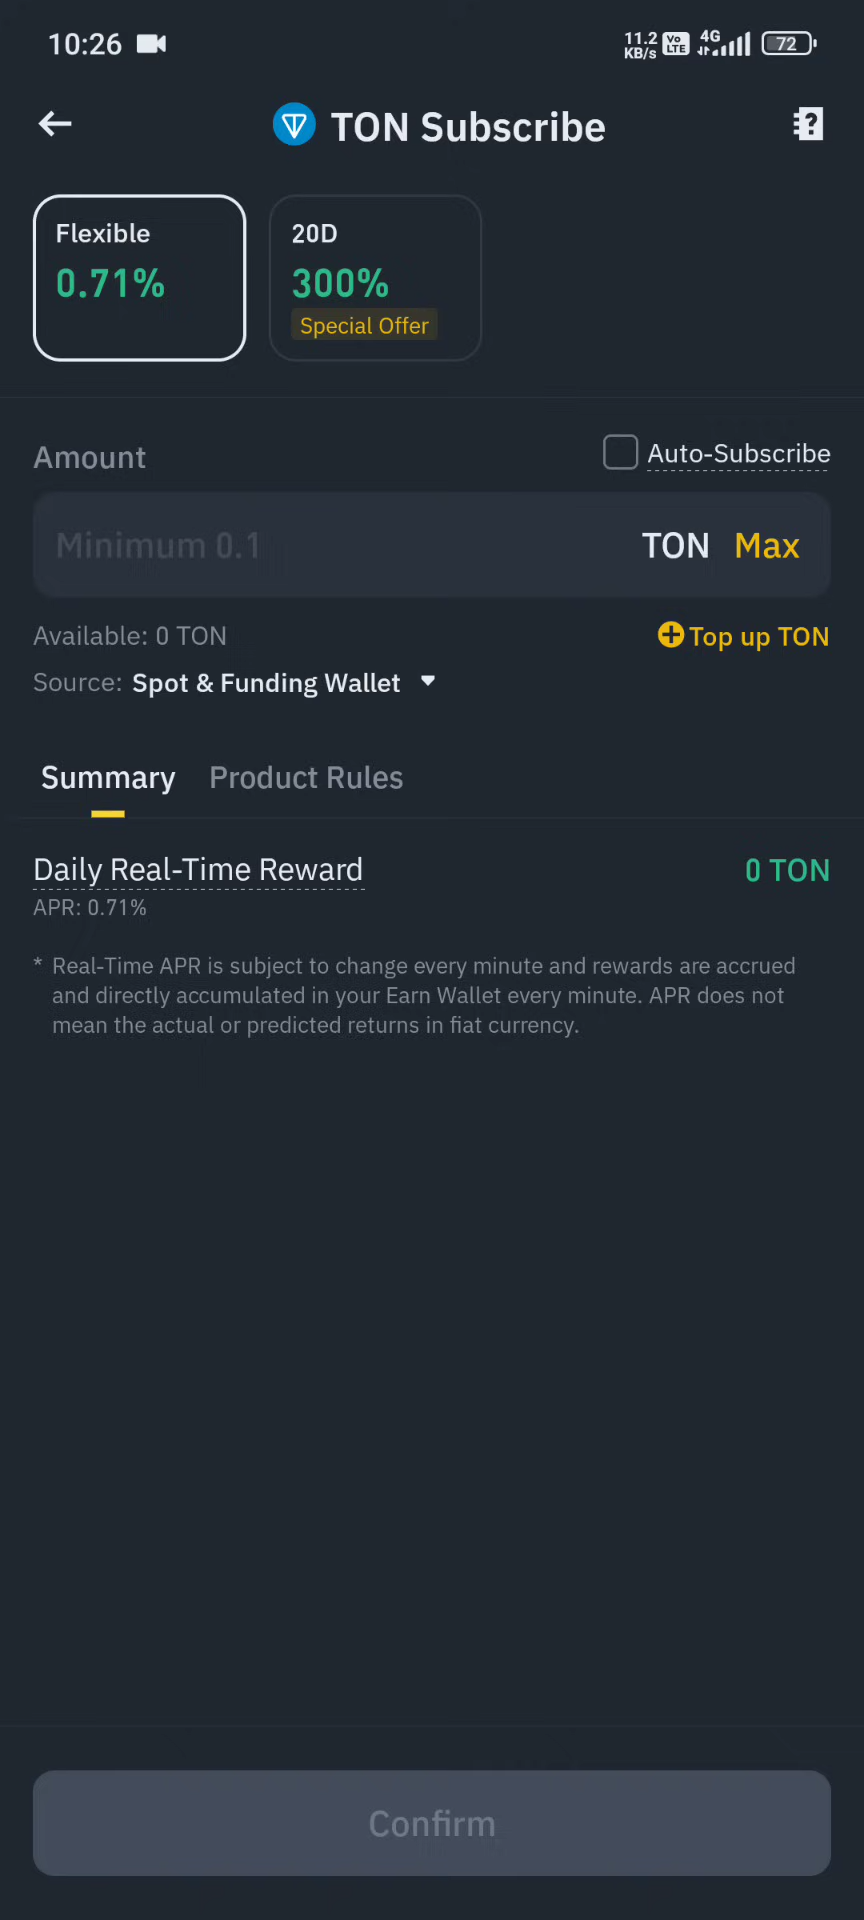 10:26
11.2 KB/s Vo LTE 4G 72
TON Subscribe
Flexible
0.71%
20D
300%
Special Offer
Amount
Auto-Subscribe
Minimum 0.1
TON Max
Available: 0 TON
Top up TON
Source: Spot & Funding Wallet
Summary Product Rules
Daily Real-Time Reward
0 TON
APR: 0.71%
* Real-Time APR is subject to change every minute and rewards are accrued
and directly accumulated in your Earn Wallet every minute. APR does not
mean the actual or predicted returns in fiat currency.
Confirm